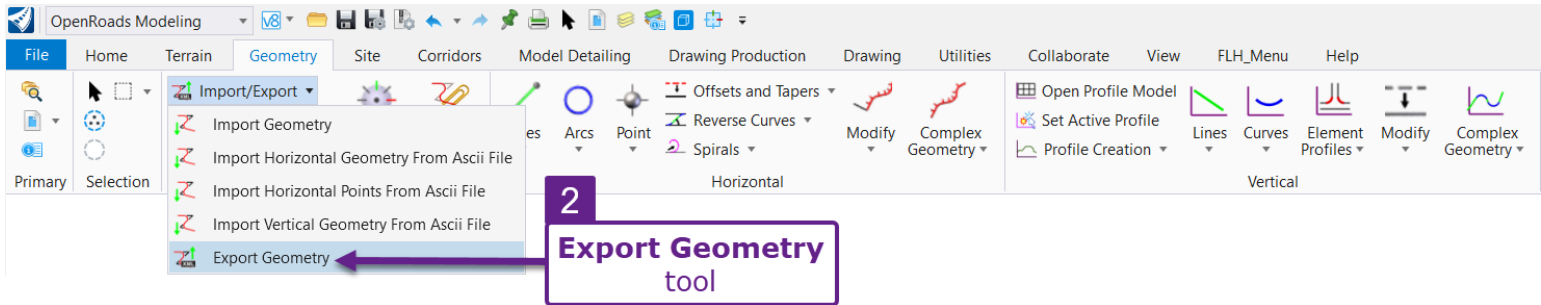 OpenRoads Modeling V8
File Home Terrain Geometry Site Corridors Model Detailing Drawing Production Drawing Utilities Collaborate View FLH_Menu Help
Import/Export
Import Geometry
Import Horizontal Geometry From Ascii File
Import Horizontal Points From Ascii File
Import Vertical Geometry From Ascii File
XML Export Geometry
Primary Selection
es Arcs Point
Offsets and Tapers
Reverse Curves
Spirals
Modify Complex
Geometry
Horizontal
Open Profile Model
Set Active Profile
Profile Creation
Lines Curves Element
Profiles
Modify Complex
Geometry
Vertical
2
Export Geometry
tool